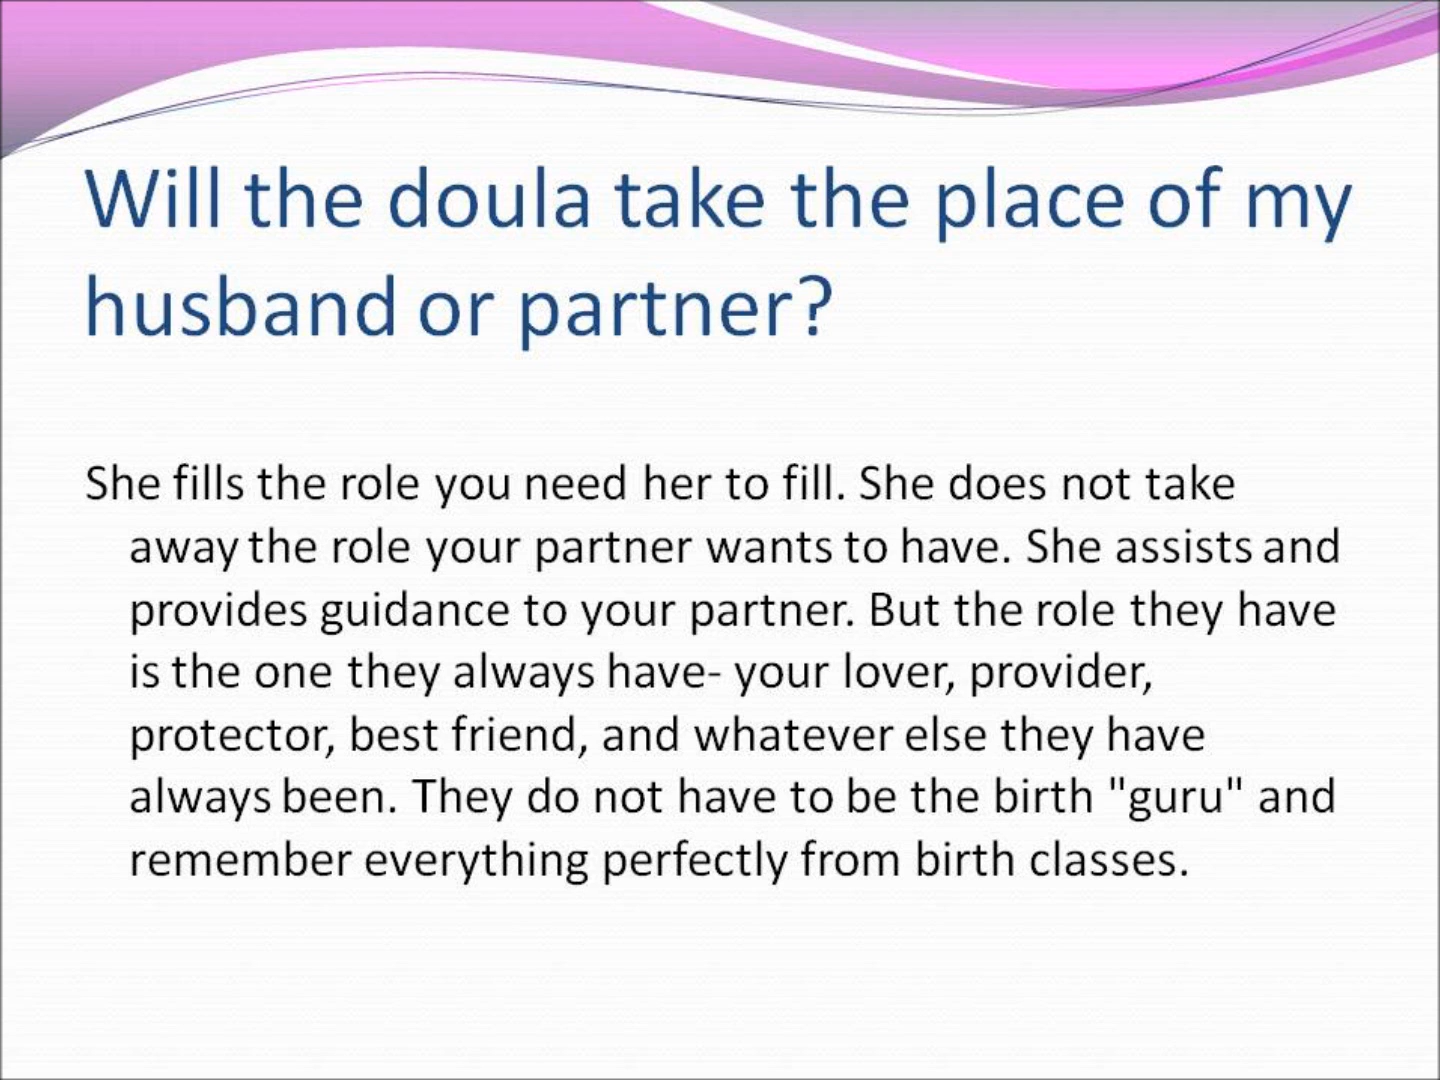 Will the doula take the place of my
husband or partner?
She fills the role you need her to fill. She does not take
away the role your partner wants to have. She assists and
provides guidance to your partner. But the role they have
is the one they always have- your lover, provider,
protector, best friend, and whatever else they have
always been. They do not have to be the birth "guru" and
remember everything perfectly from birth classes.